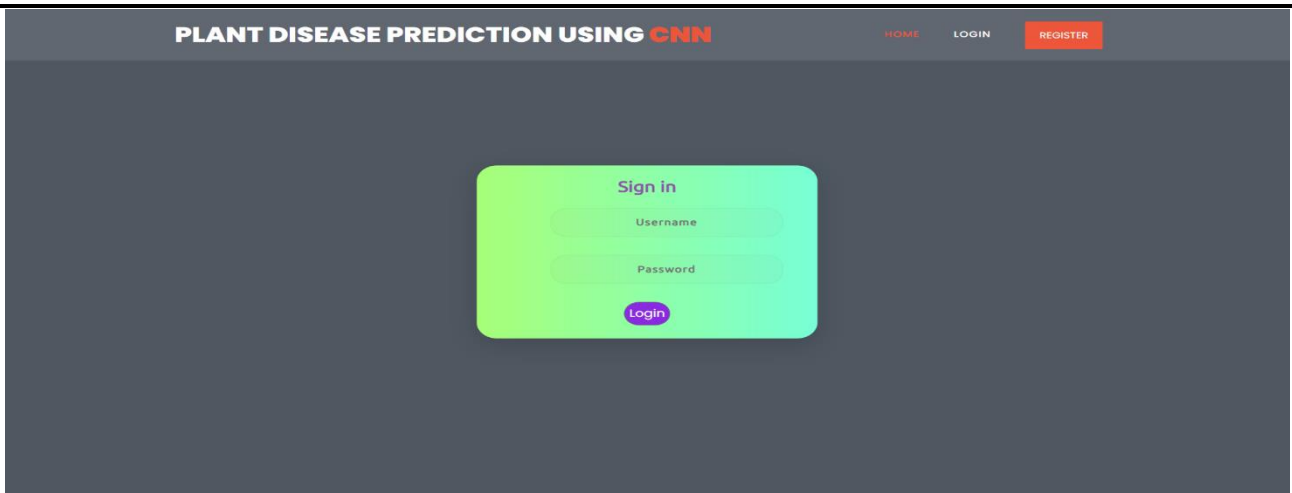 PLANT DISEASE PREDICTION USING CNN
HOME LOGIN REGISTER
Sign in
Username
Password
Login